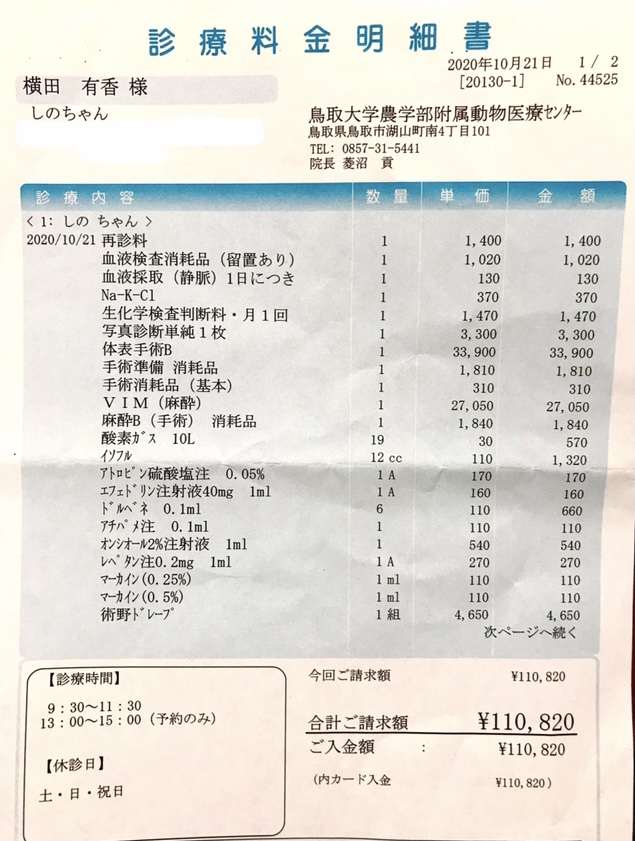 診療料金明細書
2020年10月21日 1 / 2
[20130-1] No.44525
横田 有香 様
しのちゃん
鳥取大学農学部附属動物医療ｾﾝﾀｰ
鳥取県鳥取市湖山町南4丁目101
TEL: 0857-31-5441
院長 菱沼 貢
診療内容 数量 単価 金額
< 1: しの ちゃん >
2020/10/21 再診料 1 1,400 1,400
血液検査消耗品（留置あり） 1 1,020 1,020
血液採取（静脈）1日につき 1 130 130
Na-K-Cl 1 370 370
生化学検査判断料・月１回 1 1,470 1,470
写真診断単純１枚 1 3,300 3,300
体表手術B 1 33,900 33,900
手術準備 消耗品 1 1,810 1,810
手術消耗品（基本） 1 310 310
ＶＩＭ（麻酔） 1 27,050 27,050
麻酔B（手術） 消耗品 1 1,840 1,840
酸素ｶﾞｽ 10L 19 30 570
ｲｿﾌﾙ 12 cc 110 1,320
ｱﾄﾛﾋﾟﾝ硫酸塩注 0.05% 1 A 170 170
ｴﾌｪﾄﾞﾘﾝ注射液40mg 1ml 1 A 160 160
ﾄﾞﾙﾍﾞﾈ 0.1ml 6 110 660
ｱﾁﾊﾟﾒ注 0.1ml 1 110 110
ｵﾝｼｵｰﾙ2%注射液 1ml 1 540 540
ﾚﾍﾟﾀﾝ注0.2mg 1ml 1 A 270 270
ﾏｰｶｲﾝ(0.25%) 1 ml 110 110
ﾏｰｶｲﾝ(0.5%) 1 ml 110 110
術野ﾄﾞﾚｰﾌﾟ 1 組 4,650 4,650
次ページへ続く
【診療時間】
9：30～11：30
13：00～15：00（予約のみ）
【休診日】
土・日・祝日
今回ご請求額 ¥110,820
合計ご請求額 ¥110,820
ご入金額 ： ¥110,820
(内カード入金 ¥110,820)